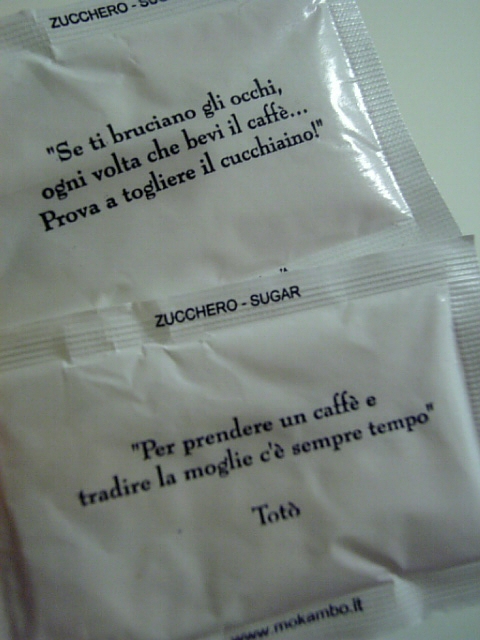 ZUCCHERO - SUG
"Se ti bruciano gli occhi,
ogni volta che bevi il caffè...
Prova a togliere il cucchiaino!"
ZUCCHERO - SUGAR
"Per prendere un caffè e
tradire la moglie c'è sempre tempo"
Totò
www.mokambo.it